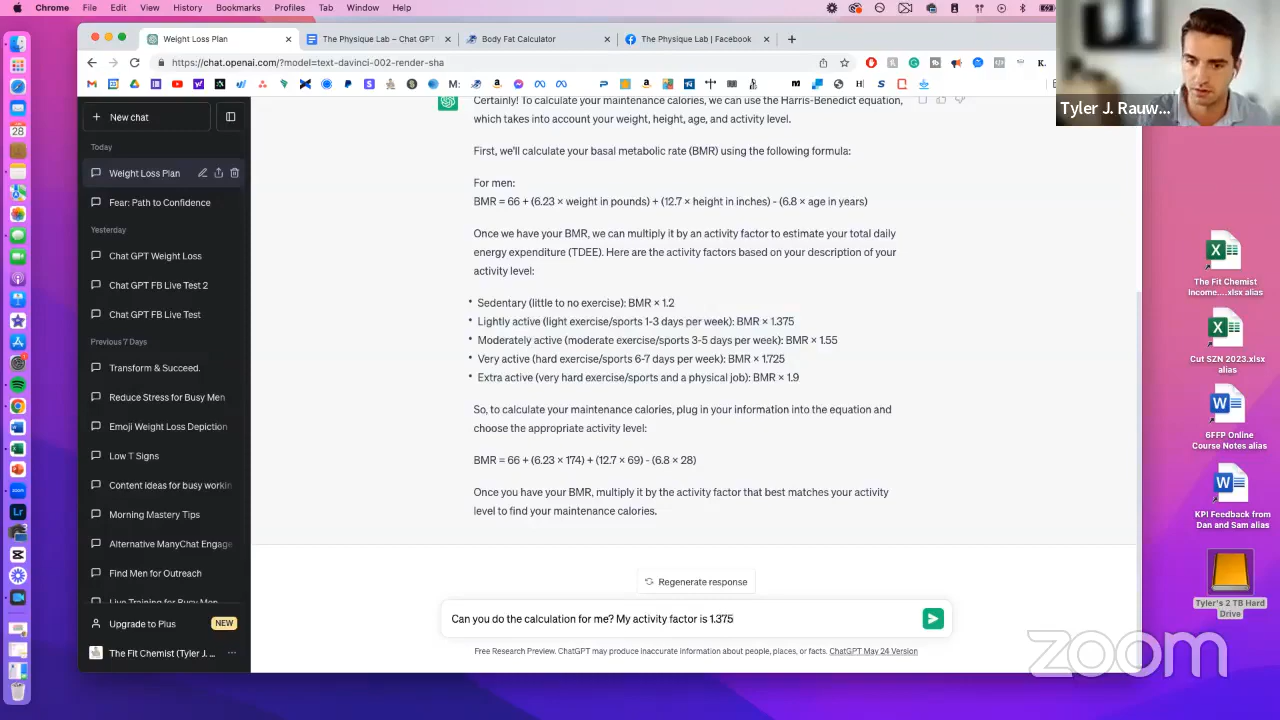 Chrome File Edit View History Bookmarks Profiles Tab Window Help
Weight Loss Plan
The Physique Lab – Chat GPT
Body Fat Calculator
The Physique Lab | Facebook
https://chat.openai.com/?model=text-davinci-002-render-sha
Tyler J. Rauw...
New chat
Today
Weight Loss Plan
Fear: Path to Confidence
Yesterday
Chat GPT Weight Loss
Chat GPT FB Live Test 2
Chat GPT FB Live Test
Previous 7 Days
Transform & Succeed.
Reduce Stress for Busy Men
Emoji Weight Loss Depiction
Low T Signs
Content ideas for busy workin
Morning Mastery Tips
Alternative ManyChat Engage
Find Men for Outreach
Live Training for Busy Men
Upgrade to Plus NEW
The Fit Chemist (Tyler J. ...
Certainly! To calculate your maintenance calories, we can use the Harris-Benedict equation,
which takes into account your weight, height, age, and activity level.
First, we'll calculate your basal metabolic rate (BMR) using the following formula:
For men:
BMR = 66 + (6.23 × weight in pounds) + (12.7 × height in inches) - (6.8 × age in years)
Once we have your BMR, we can multiply it by an activity factor to estimate your total daily
energy expenditure (TDEE). Here are the activity factors based on your description of your
activity level:
• Sedentary (little to no exercise): BMR × 1.2
• Lightly active (light exercise/sports 1-3 days per week): BMR × 1.375
• Moderately active (moderate exercise/sports 3-5 days per week): BMR × 1.55
• Very active (hard exercise/sports 6-7 days per week): BMR × 1.725
• Extra active (very hard exercise/sports and a physical job): BMR × 1.9
So, to calculate your maintenance calories, plug in your information into the equation and
choose the appropriate activity level:
BMR = 66 + (6.23 × 174) + (12.7 × 69) - (6.8 × 28)
Once you have your BMR, multiply it by the activity factor that best matches your activity
level to find your maintenance calories.
Regenerate response
Can you do the calculation for me? My activity factor is 1.375
Free Research Preview. ChatGPT may produce inaccurate information about people, places, or facts. ChatGPT May 24 Version
The Fit Chemist
Income....xlsx alias
Cut SZN 2023.xlsx
alias
6FFP Online
Course Notes alias
KPI Feedback from
Dan and Sam alias
Tyler's 2 TB Hard
Drive
zoom